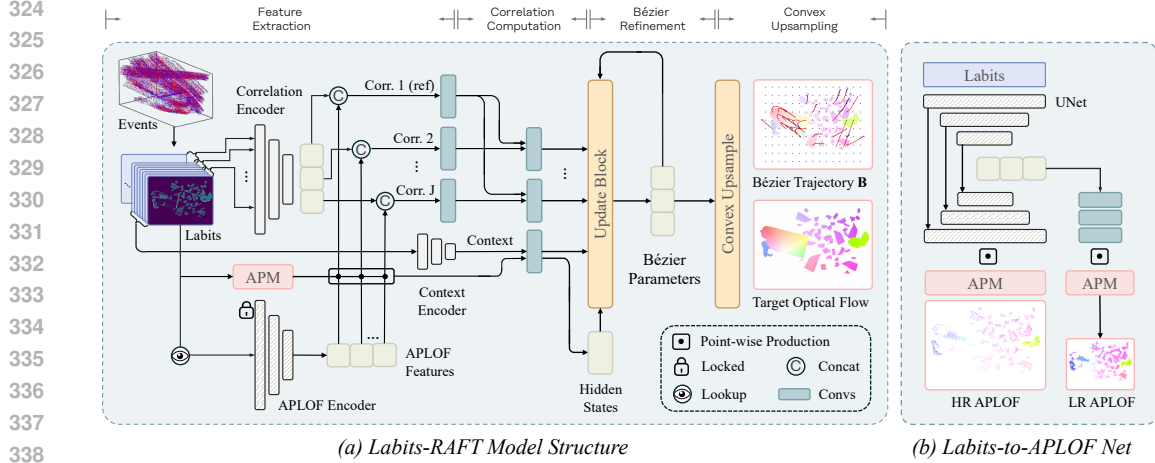 324
325
326
327
328
329
330
331
332
333
334
335
336
337
338
Feature
Extraction
Correlation
Computation
Bézier
Refinement
Convex
Upsampling
Events
Correlation
Encoder
Corr. 1 (ref)
C
Corr. 2
C
Corr. J
C
...
Labits
Context
Context
Encoder
APM
APLOF Encoder
APLOF
Features
Update Block
Hidden
States
Bézier
Parameters
Convex Upsample
Bézier Trajectory B
Target Optical Flow
Point-wise Production
Locked
C Concat
Lookup
Convs
Labits
UNet
APM
APM
HR APLOF
LR APLOF
(a) Labits-RAFT Model Structure
(b) Labits-to-APLOF Net